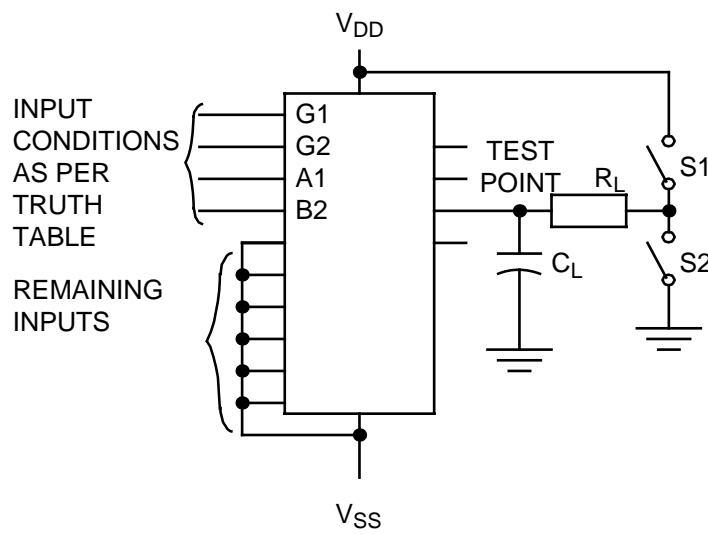 VDD
INPUT
CONDITIONS
AS PER
TRUTH
TABLE
G1
G2
A1
B2
TEST
POINT
RL
S1
CL
S2
REMAINING
INPUTS
VSS